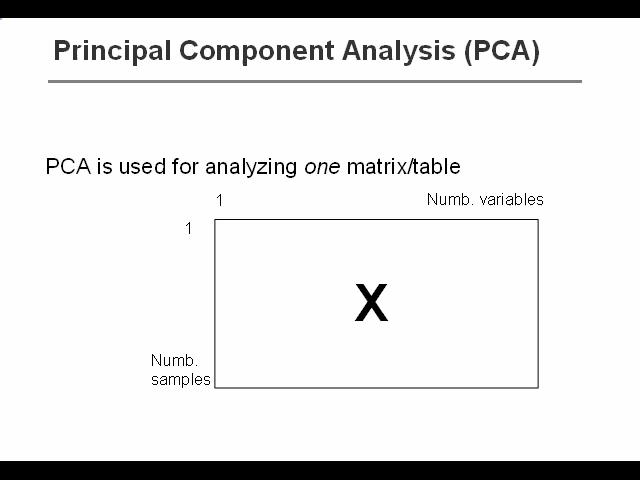 Principal Component Analysis (PCA)
PCA is used for analyzing one matrix/table
1 Numb. variables
1
X
Numb.
samples